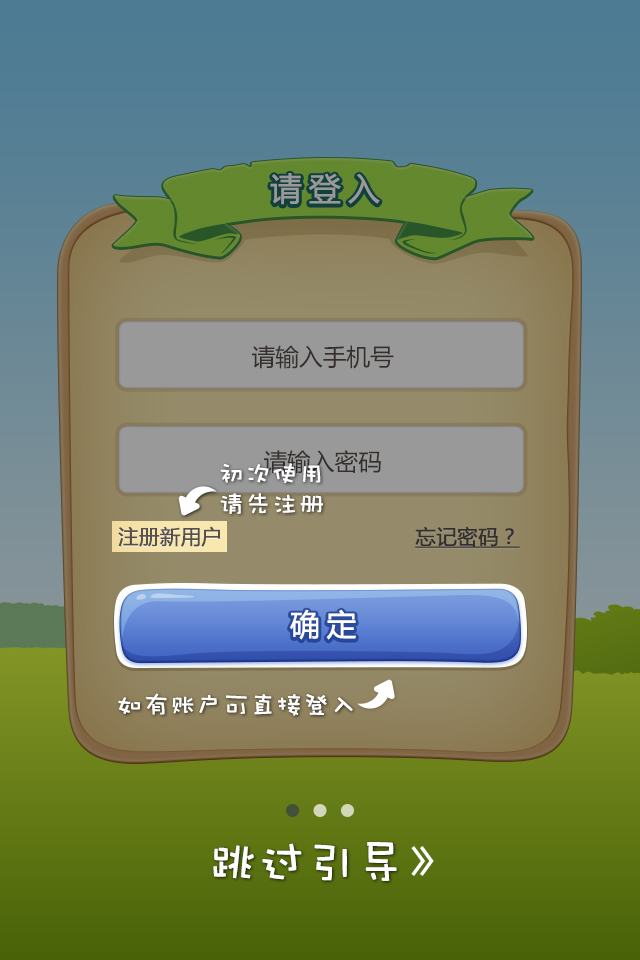 请登入
请输入手机号
请输入密码
初次使用
请先注册
注册新用户
忘记密码？
确定
如有账户可直接登入
跳过引导》